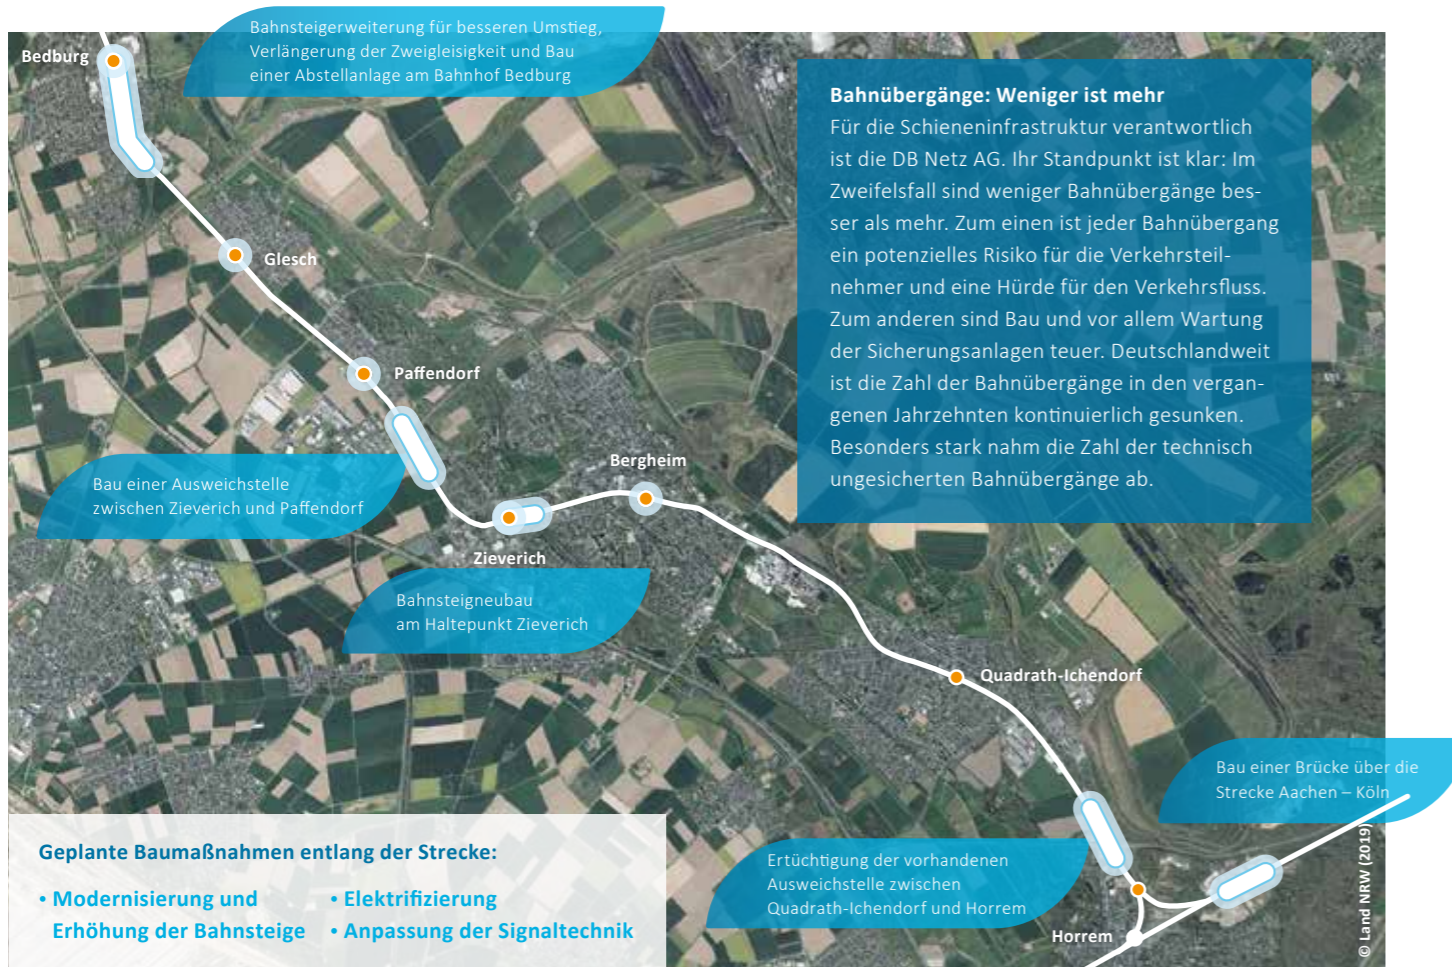 Bahnsteigerweiterung für besseren Umstieg,
Verlängerung der Zweigleisigkeit und Bau
einer Abstellanlage am Bahnhof Bedburg
Bedburg
Bahnübergänge: Weniger ist mehr
Für die Schieneninfrastruktur verantwortlich
ist die DB Netz AG. Ihr Standpunkt ist klar: Im
Zweifelsfall sind weniger Bahnübergänge bes-
ser als mehr. Zum einen ist jeder Bahnübergang
ein potenzielles Risiko für die Verkehrsteil-
nehmer und eine Hürde für den Verkehrsfluss.
Zum anderen sind Bau und vor allem Wartung
der Sicherungsanlagen teuer. Deutschlandweit
ist die Zahl der Bahnübergänge in den vergan-
genen Jahrzehnten kontinuierlich gesunken.
Besonders stark nahm die Zahl der technisch
ungesicherten Bahnübergänge ab.
Glesch
Paffendorf
Bau einer Ausweichstelle
zwischen Zieverich und Paffendorf
Bergheim
Zieverich
Bahnsteigneubau
am Haltepunkt Zieverich
Quadrath-Ichendorf
Bau einer Brücke über die
Strecke Aachen – Köln
Ertüchtigung der vorhandenen
Ausweichstelle zwischen
Quadrath-Ichendorf und Horrem
Horrem
Geplante Baumaßnahmen entlang der Strecke:
• Modernisierung und
Erhöhung der Bahnsteige
• Elektrifizierung
• Anpassung der Signaltechnik
© Land NRW (2019)